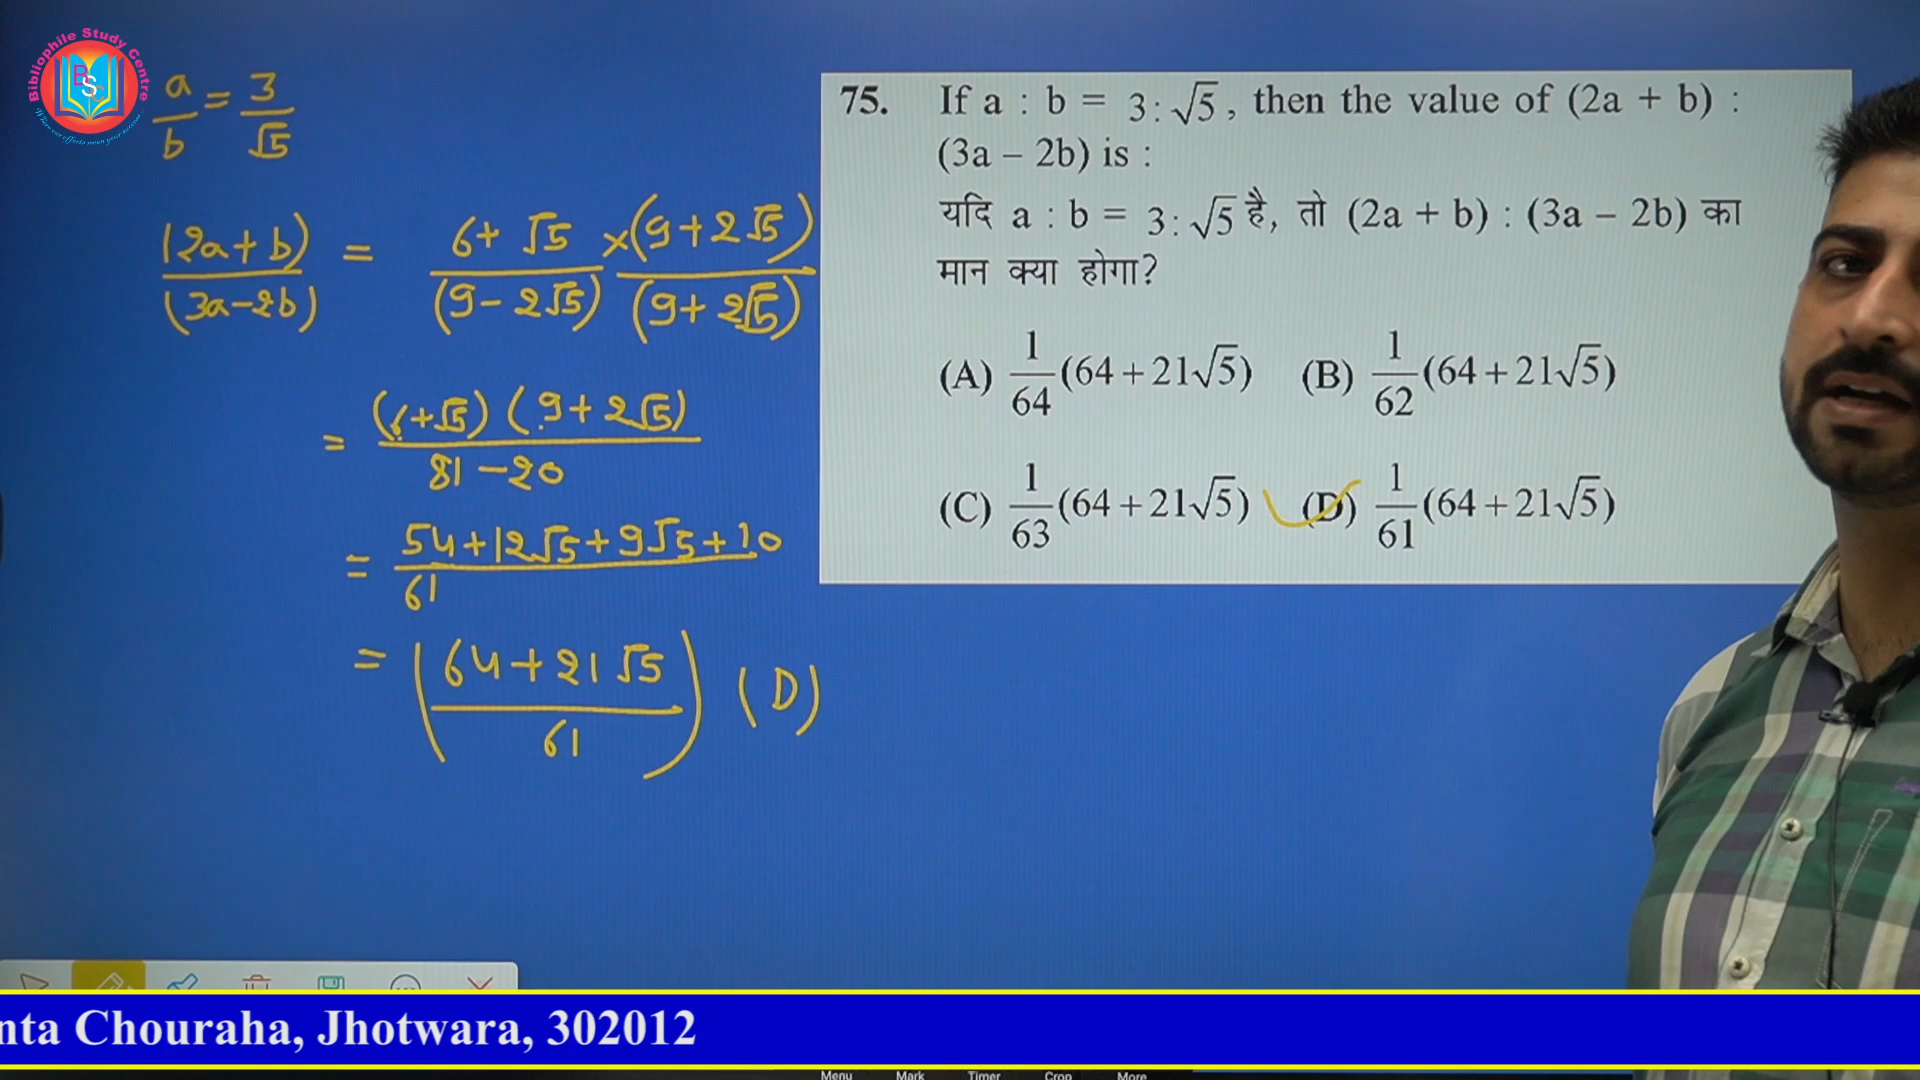 Bibliophile Study Centre
BSC
a/b = 3/√5
(2a+b)/(3a-2b) = 6+√5/(9-2√5) × (9+2√5)/(9+2√5)
= (6+√5)(9+2√5)/81-20
= 54+12√5+9√5+10/61
= (64+21√5/61) (D)
75. If a : b = 3:√5, then the value of (2a + b) :
(3a – 2b) is :
यदि a : b = 3:√5 है, तो (2a + b) : (3a – 2b) का
मान क्या होगा?
(A) 1/64(64+21√5) (B) 1/62(64+21√5)
(C) 1/63(64+21√5) (D) 1/61(64+21√5)
nta Chouraha, Jhotwara, 302012
Menu Mark Timer Crop More